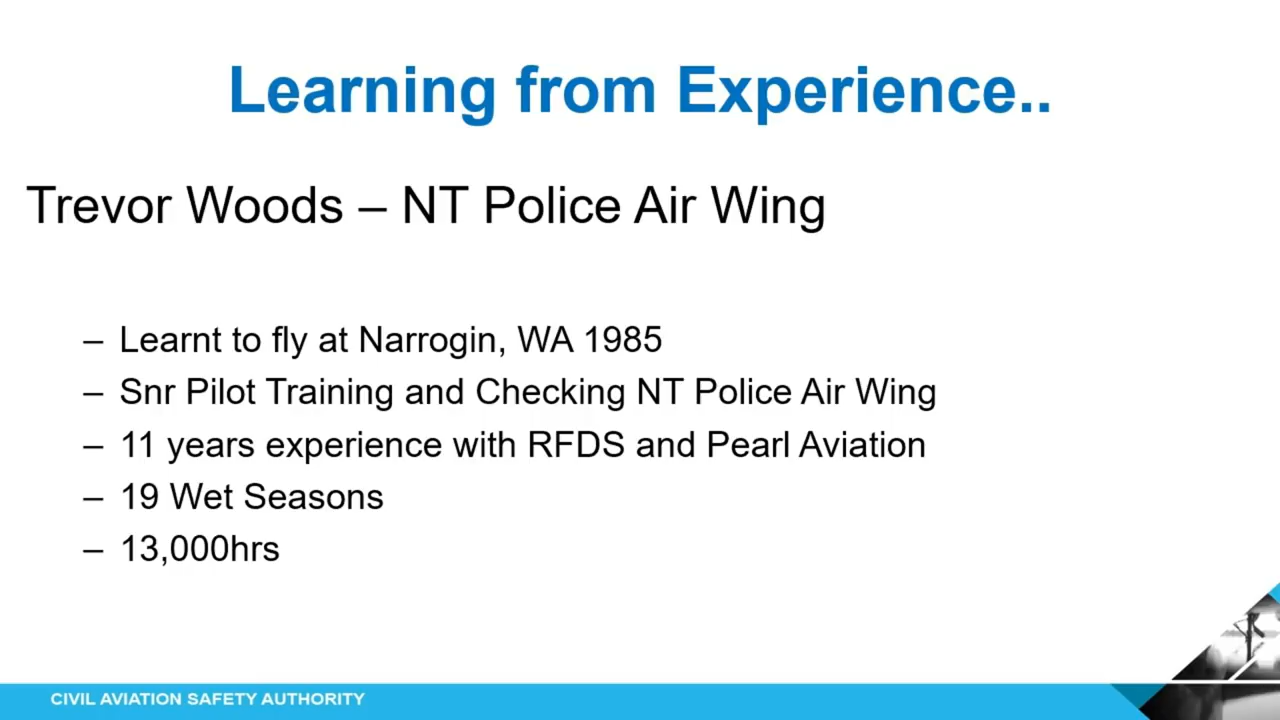 Learning from Experience..
Trevor Woods – NT Police Air Wing
– Learnt to fly at Narrogin, WA 1985
– Snr Pilot Training and Checking NT Police Air Wing
– 11 years experience with RFDS and Pearl Aviation
– 19 Wet Seasons
– 13,000hrs
CIVIL AVIATION SAFETY AUTHORITY